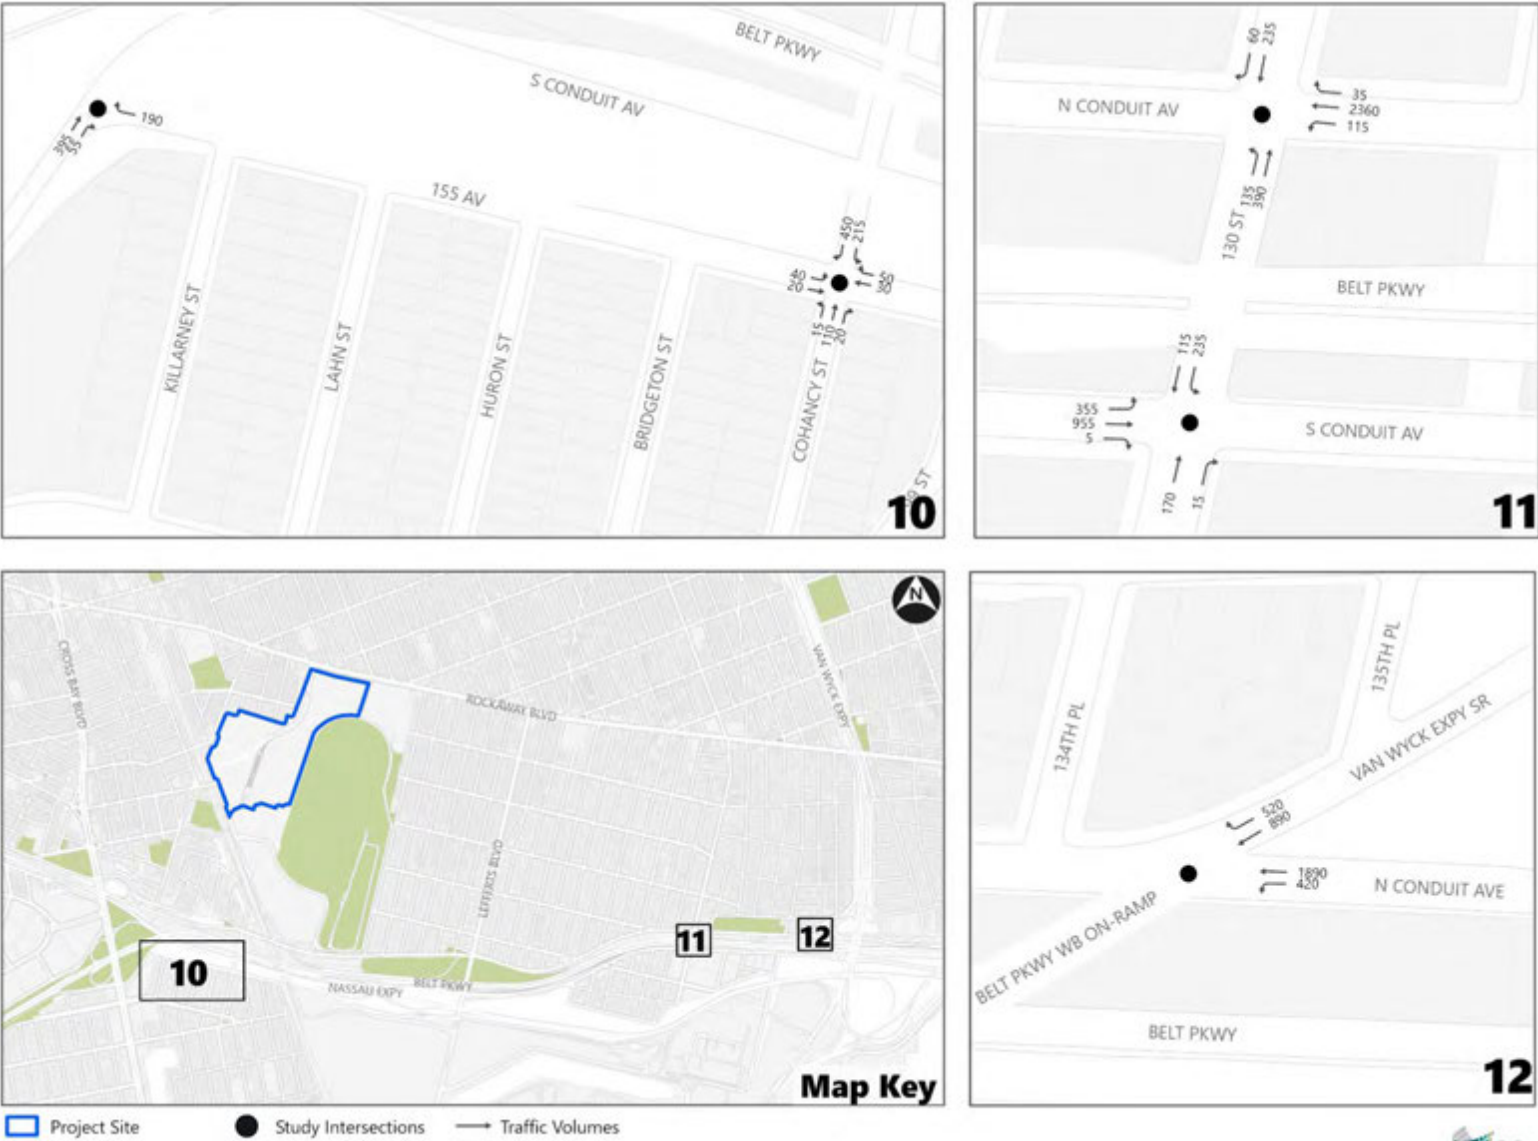 BELT PKWY
S CONDUIT AV
190
395
55
155 AV
450
215
40
20
50
30
15
110
20
KILLARNEY ST
LAHN ST
HURON ST
BRIDGETON ST
COHANCY ST
10
60
235
N CONDUIT AV
35
2360
115
135
390
130 ST
BELT PKWY
115
235
355
955
5
S CONDUIT AV
170
15
11
N
CROSS BAY BLVD
ROCKAWAY BLVD
VAN WYCK EXPY
LEFFERTS BLVD
11
12
10
NASSAU EXPY
BELT PKWY
Map Key
134TH PL
135TH PL
VAN WYCK EXPY SR
520
890
1890
420
N CONDUIT AVE
BELT PKWY WB ON-RAMP
BELT PKWY
12
Project Site
Study Intersections
Traffic Volumes